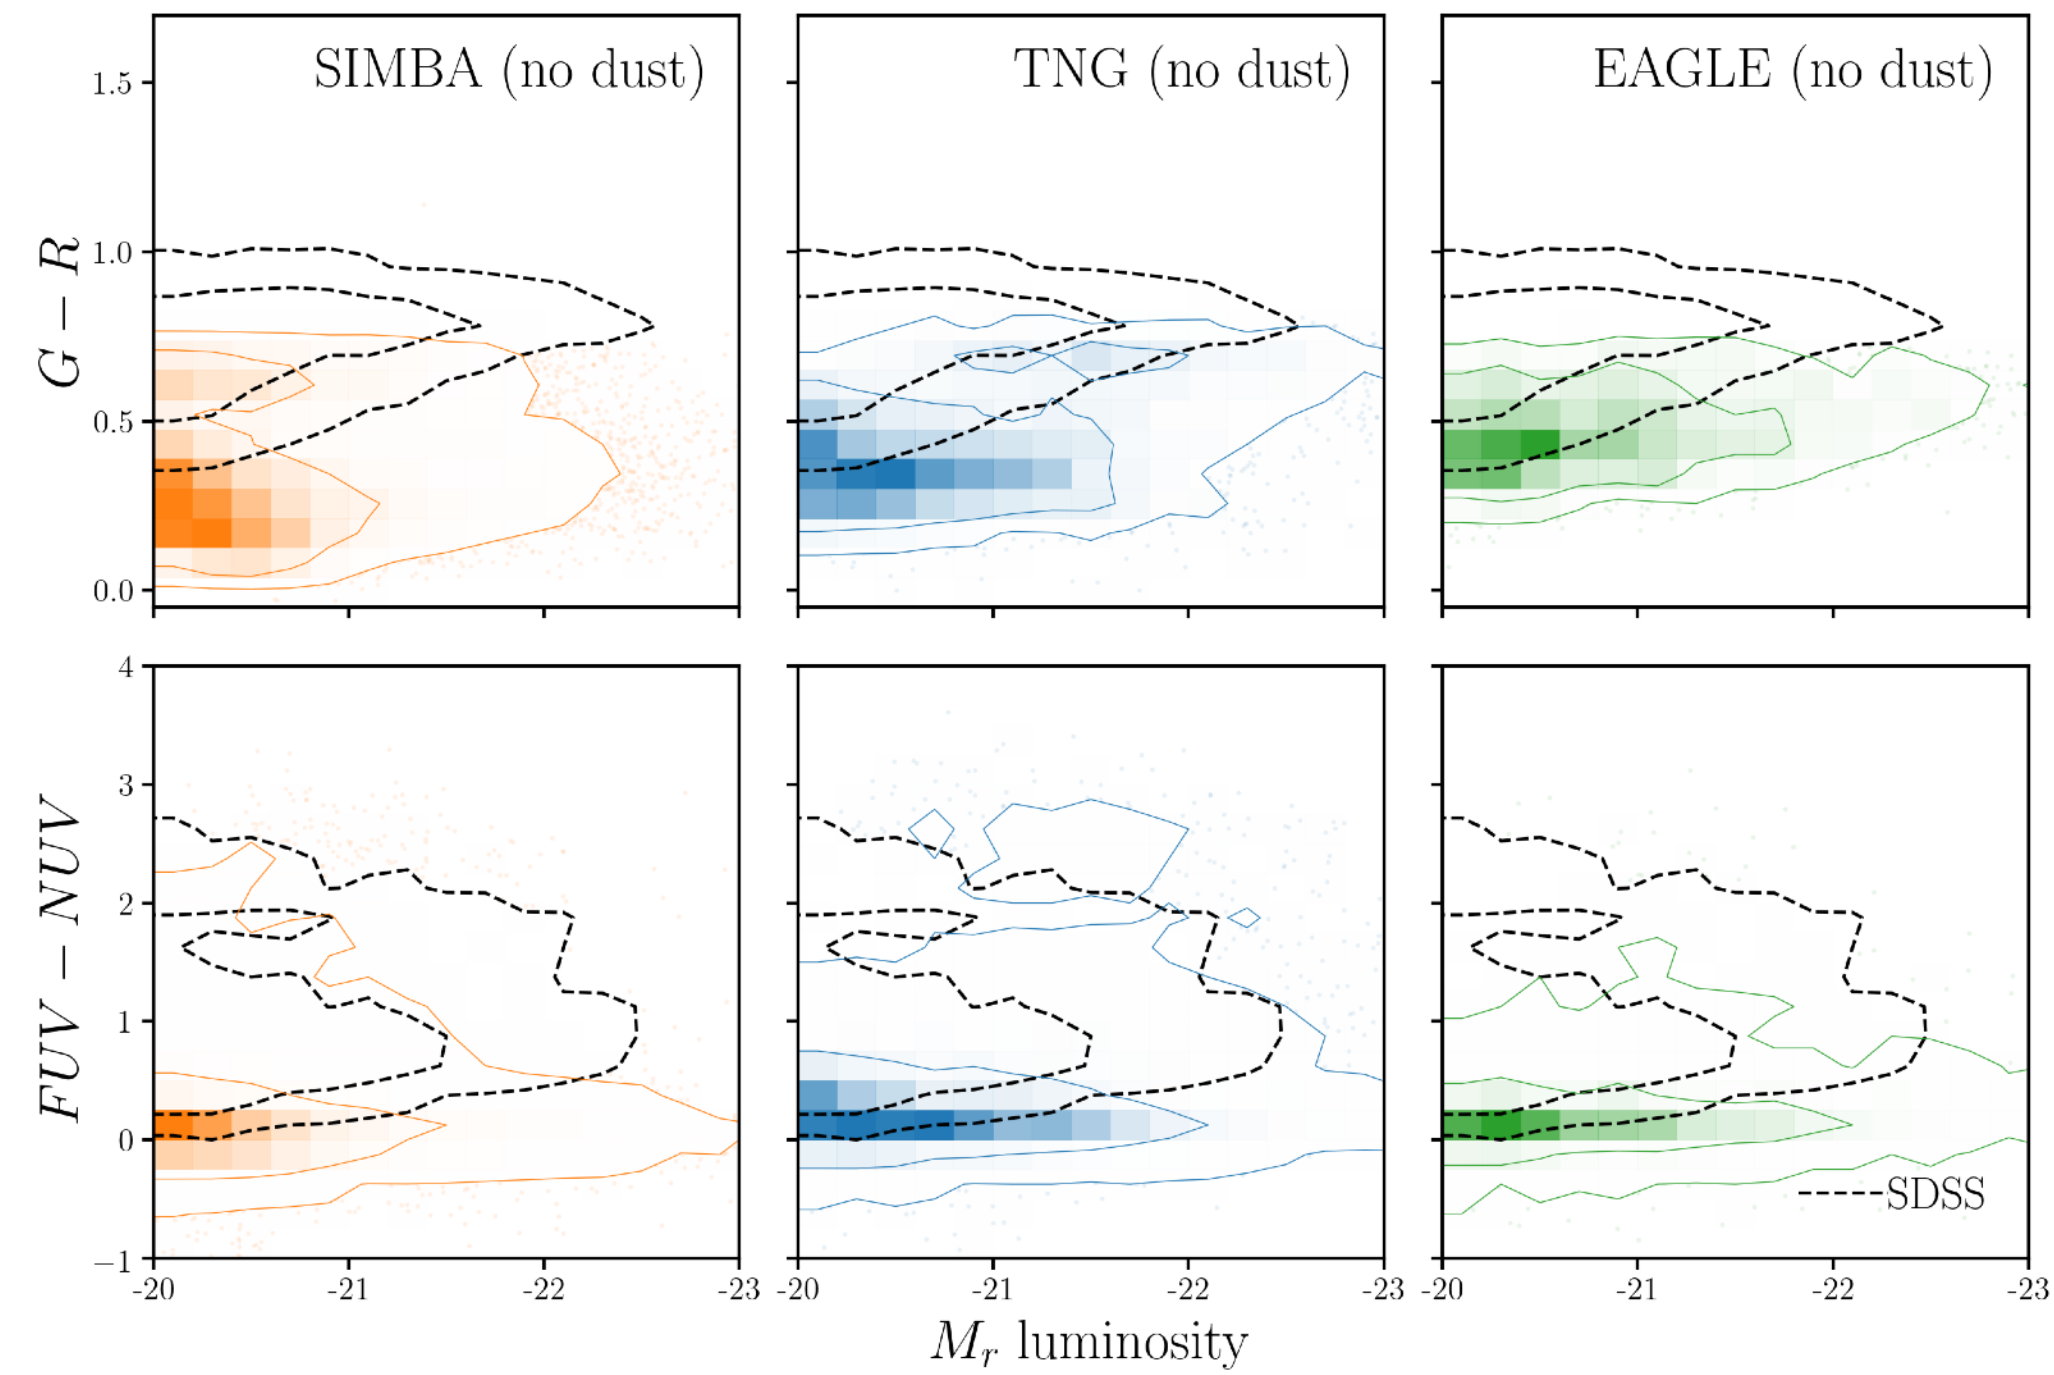 SIMBA (no dust)
TNG (no dust)
EAGLE (no dust)
G − R
1.5
1.0
0.5
0.0
FUV − NUV
4
3
2
1
0
−1
SDSS
-20 -21 -22 -23
-20 -21 -22 -23
-20 -21 -22 -23
M_r luminosity